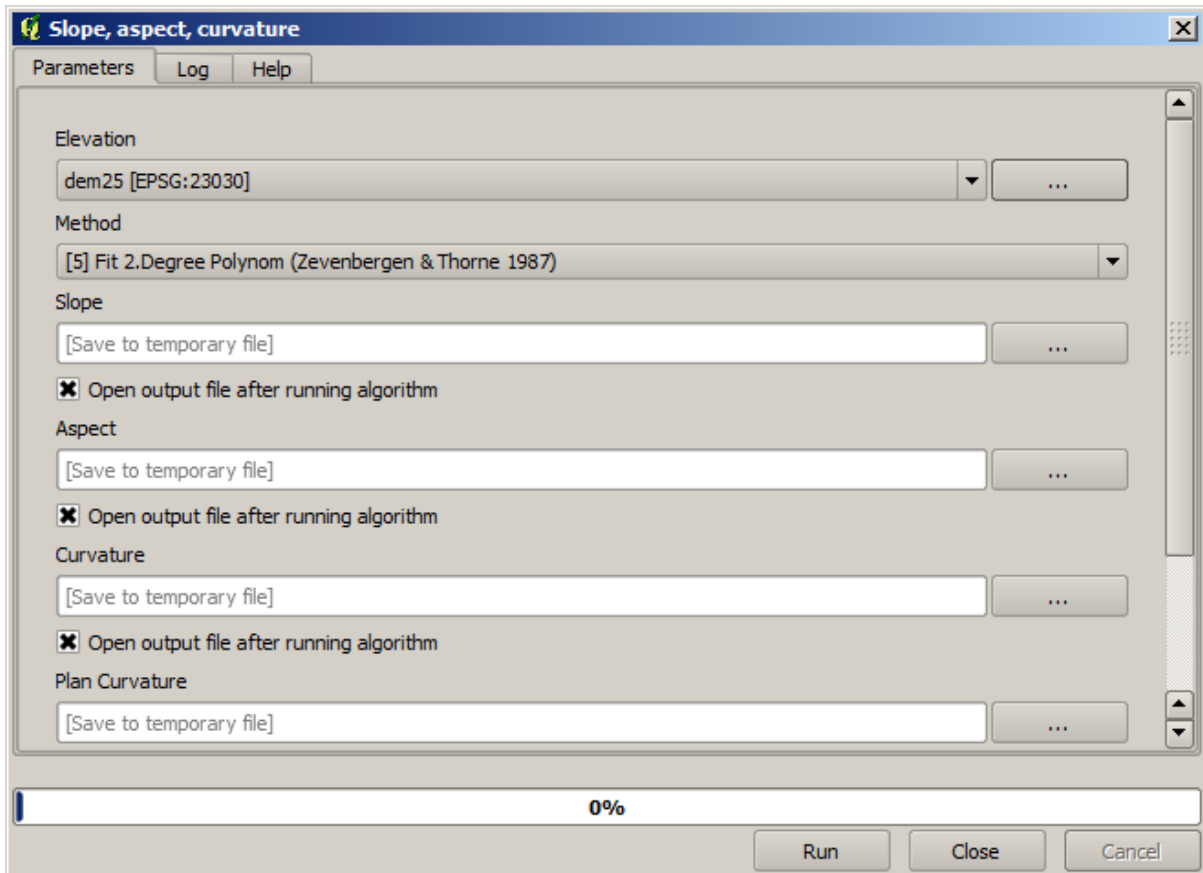 Slope, aspect, curvature
Parameters Log Help
Elevation
dem25 [EPSG:23030]
...
Method
[5] Fit 2.Degree Polynom (Zevenbergen & Thorne 1987)
Slope
[Save to temporary file]
...
Open output file after running algorithm
Aspect
[Save to temporary file]
...
Open output file after running algorithm
Curvature
[Save to temporary file]
...
Open output file after running algorithm
Plan Curvature
[Save to temporary file]
...
0%
Run Close Cancel